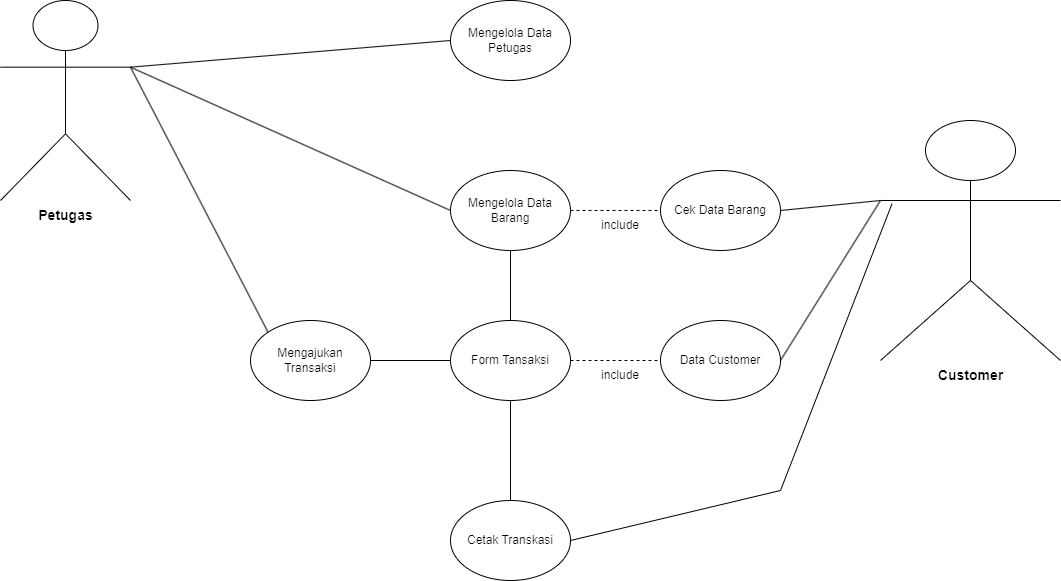 Mengelola Data
Petugas
Petugas
Mengelola Data
Barang
include
Cek Data Barang
Mengajukan
Transaksi
Form Tansaksi
include
Data Customer
Customer
Cetak Transkasi